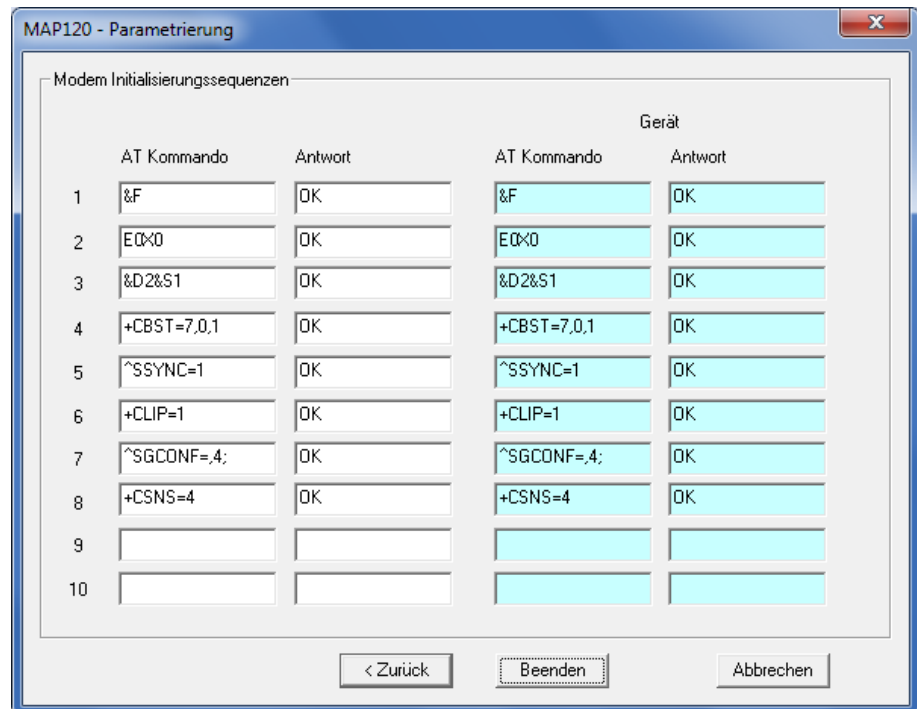 MAP120 - Parametrierung
Modem Initialisierungssequenzen
Gerät
AT Kommando Antwort AT Kommando Antwort
1 &F OK &F OK
2 E0X0 OK E0X0 OK
3 &D2&S1 OK &D2&S1 OK
4 +CBST=7,0,1 OK +CBST=7,0,1 OK
5 ^SSYNC=1 OK ^SSYNC=1 OK
6 +CLIP=1 OK +CLIP=1 OK
7 ^SGCONF=,4; OK ^SGCONF=,4; OK
8 +CSNS=4 OK +CSNS=4 OK
9
10
< Zurück Beenden Abbrechen